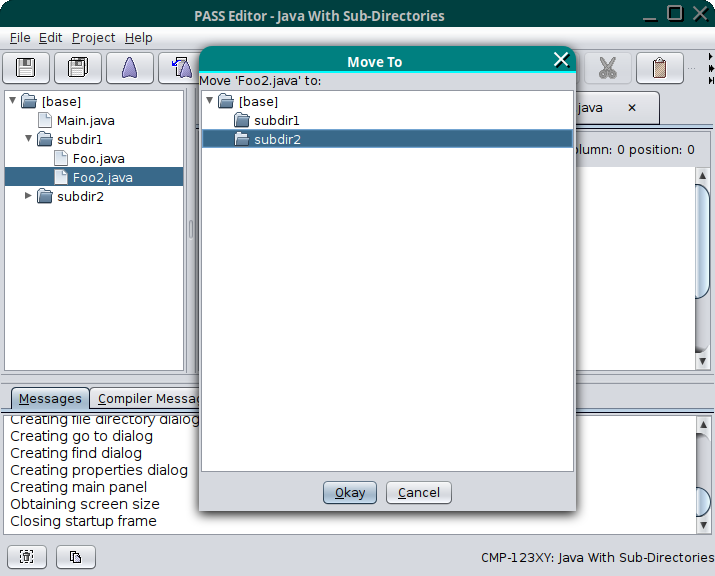 PASS Editor - Java With Sub-Directories
File Edit Project Help
Move To
Move 'Foo2.java' to:
[base]
subdir1
subdir2
Okay
Cancel
[base]
Main.java
subdir1
Foo.java
Foo2.java
subdir2
java
column: 0 position: 0
Messages
Compiler Messag
Creating file directory dialog
Creating go to dialog
Creating find dialog
Creating properties dialog
Creating main panel
Obtaining screen size
Closing startup frame
CMP-123XY: Java With Sub-Directories